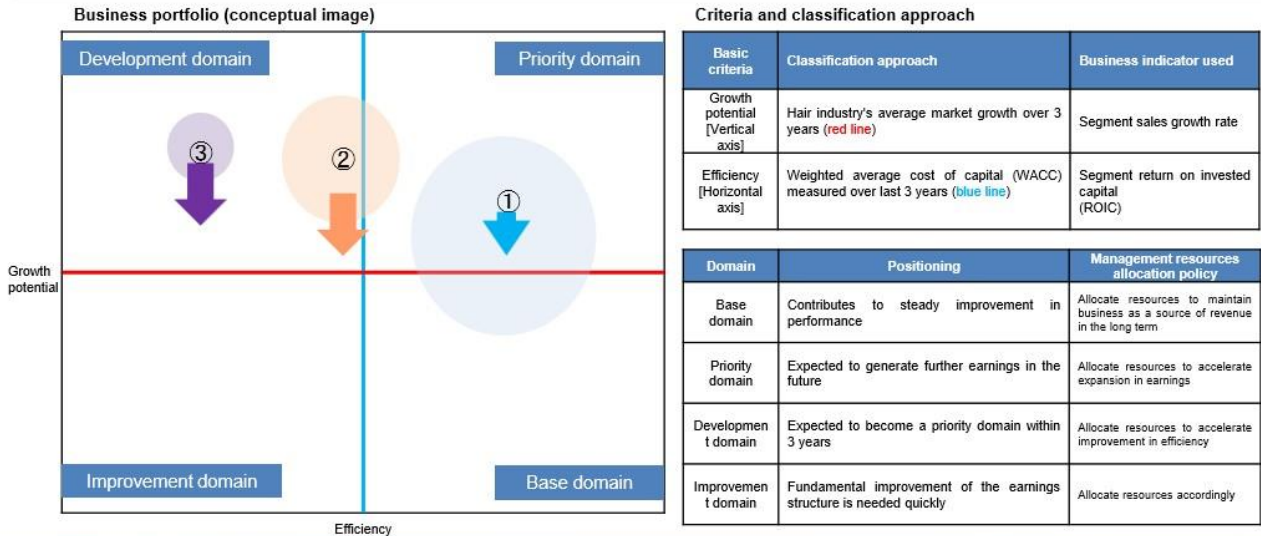 Business portfolio (conceptual image)
Development domain
Priority domain
③
②
①
Growth
potential
Improvement domain
Base domain
Efficiency
Criteria and classification approach
Basic
criteria
Classification approach
Business indicator used
Growth
potential
[Vertical
axis]
Hair industry's average market growth over 3
years (red line)
Segment sales growth rate
Efficiency
[Horizontal
axis]
Weighted average cost of capital (WACC)
measured over last 3 years (blue line)
Segment return on invested
capital
(ROIC)
Domain
Positioning
Management resources
allocation policy
Base
domain
Contributes to steady improvement in
performance
Allocate resources to maintain
business as a source of revenue
in the long term
Priority
domain
Expected to generate further earnings in the
future
Allocate resources to accelerate
expansion in earnings
Developmen
t domain
Expected to become a priority domain within
3 years
Allocate resources to accelerate
improvement in efficiency
Improvemen
t domain
Fundamental improvement of the earnings
structure is needed quickly
Allocate resources accordingly